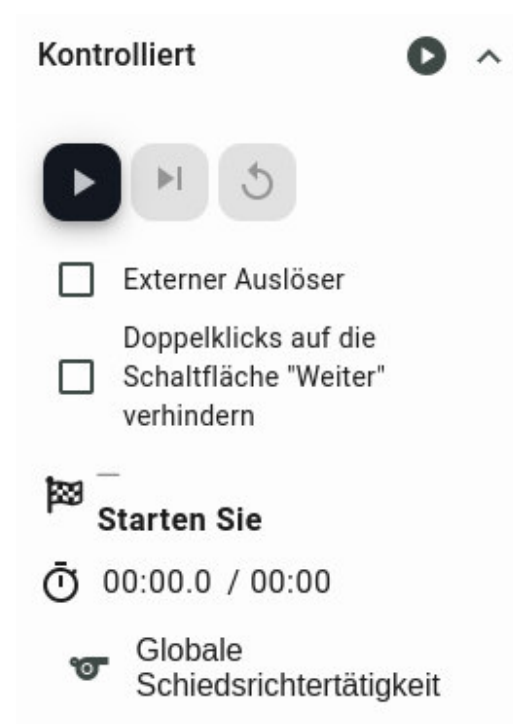 Kontrolliert
Externer Auslöser
Doppelklicks auf die
Schaltfläche "Weiter"
verhindern
—
Starten Sie
00:00.0 / 00:00
Globale
Schiedsrichtertätigkeit